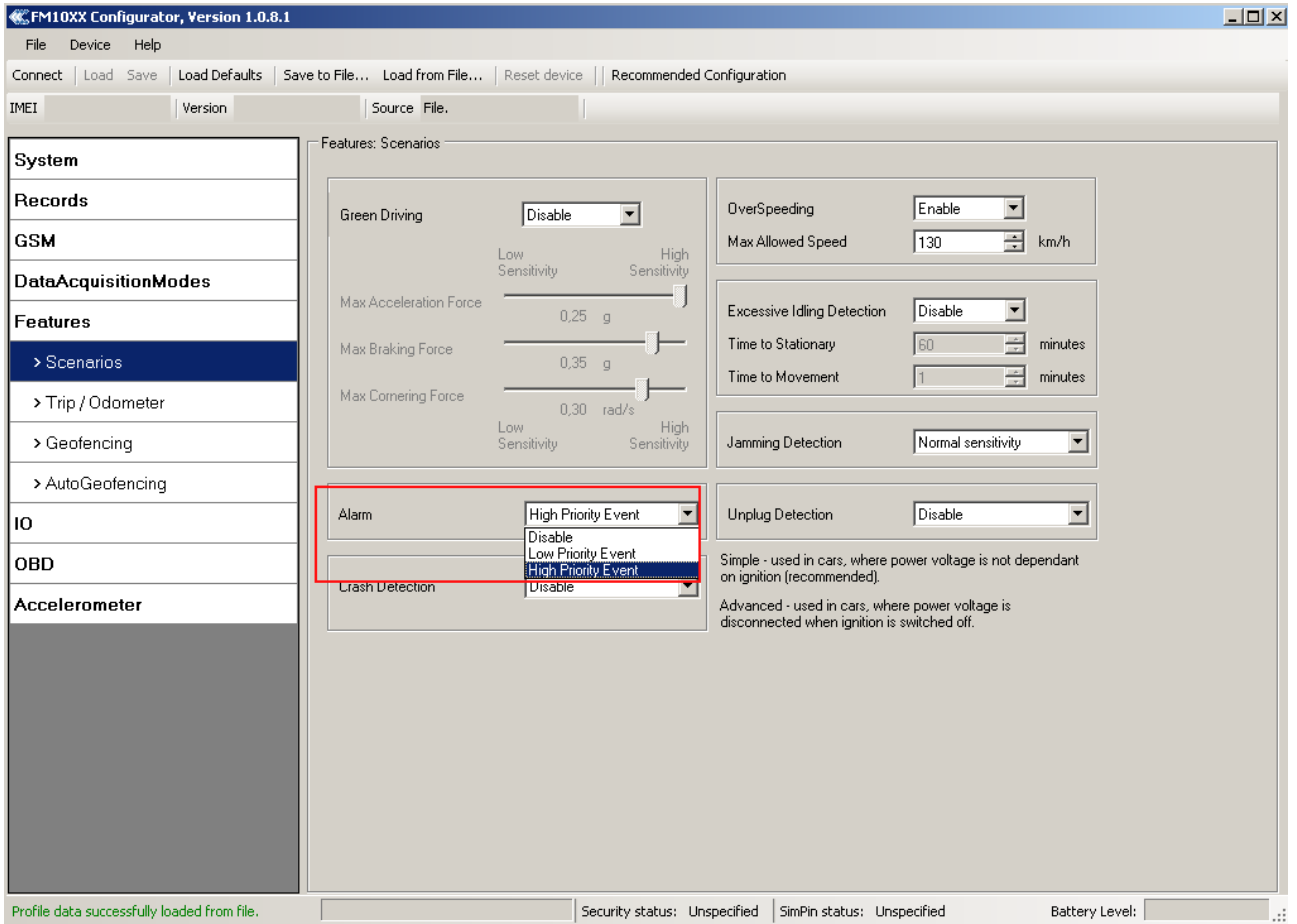 FM10XX Configurator, Version 1.0.8.1
File Device Help
Connect Load Save Load Defaults Save to File... Load from File... Reset device Recommended Configuration
IMEI Version Source File.
System
Records
GSM
DataAcquisitionModes
Features
> Scenarios
> Trip / Odometer
> Geofencing
> AutoGeofencing
IO
OBD
Accelerometer
Features: Scenarios
Green Driving Disable
Low Sensitivity High Sensitivity
Max Acceleration Force
0,25 g
Max Braking Force
0,35 g
Max Cornering Force
0,30 rad/s
Low Sensitivity High Sensitivity
Alarm High Priority Event
Disable
Low Priority Event
High Priority Event
Crash Detection Disable
OverSpeeding Enable
Max Allowed Speed 130 km/h
Excessive Idling Detection Disable
Time to Stationary 60 minutes
Time to Movement 1 minutes
Jamming Detection Normal sensitivity
Unplug Detection Disable
Simple - used in cars, where power voltage is not dependant
on ignition (recommended).
Advanced - used in cars, where power voltage is
disconnected when ignition is switched off.
Profile data successfully loaded from file. Security status: Unspecified SimPin status: Unspecified Battery Level: